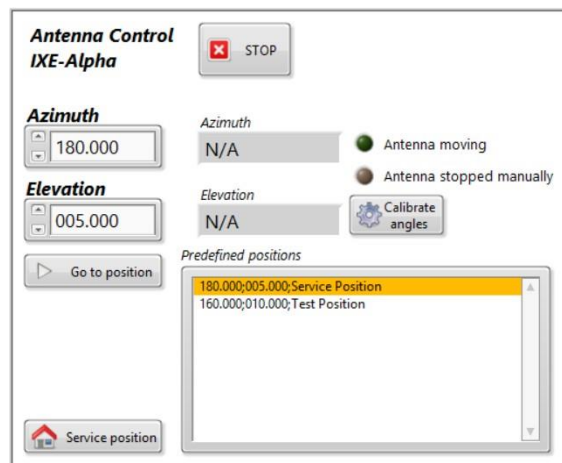 Antenna Control
IXE-Alpha
STOP
Azimuth
180.000
Azimuth
N/A
Antenna moving
Antenna stopped manually
Elevation
005.000
Elevation
N/A
Calibrate
angles
Go to position
Predefined positions
180.000;005.000;Service Position
160.000;010.000;Test Position
Service position